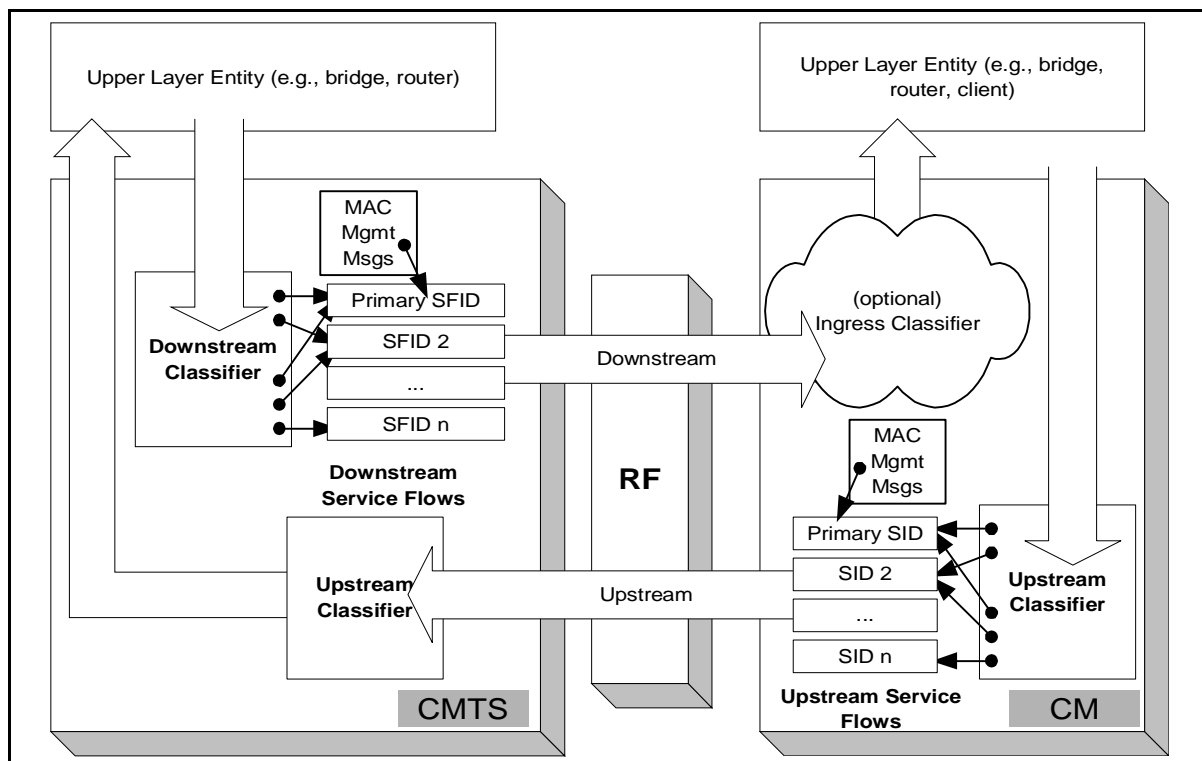 Upper Layer Entity (e.g., bridge, router)
Upper Layer Entity (e.g., bridge,
router, client)
MAC
Mgmt
Msgs
Primary SFID
SFID 2
...
SFID n
Downstream
Classifier
Downstream
Service Flows
Downstream
RF
(optional)
Ingress Classifier
MAC
Mgmt
Msgs
Primary SID
SID 2
...
SID n
Upstream
Classifier
Upstream Service
Flows
Upstream
Upstream
Classifier
CMTS
CM